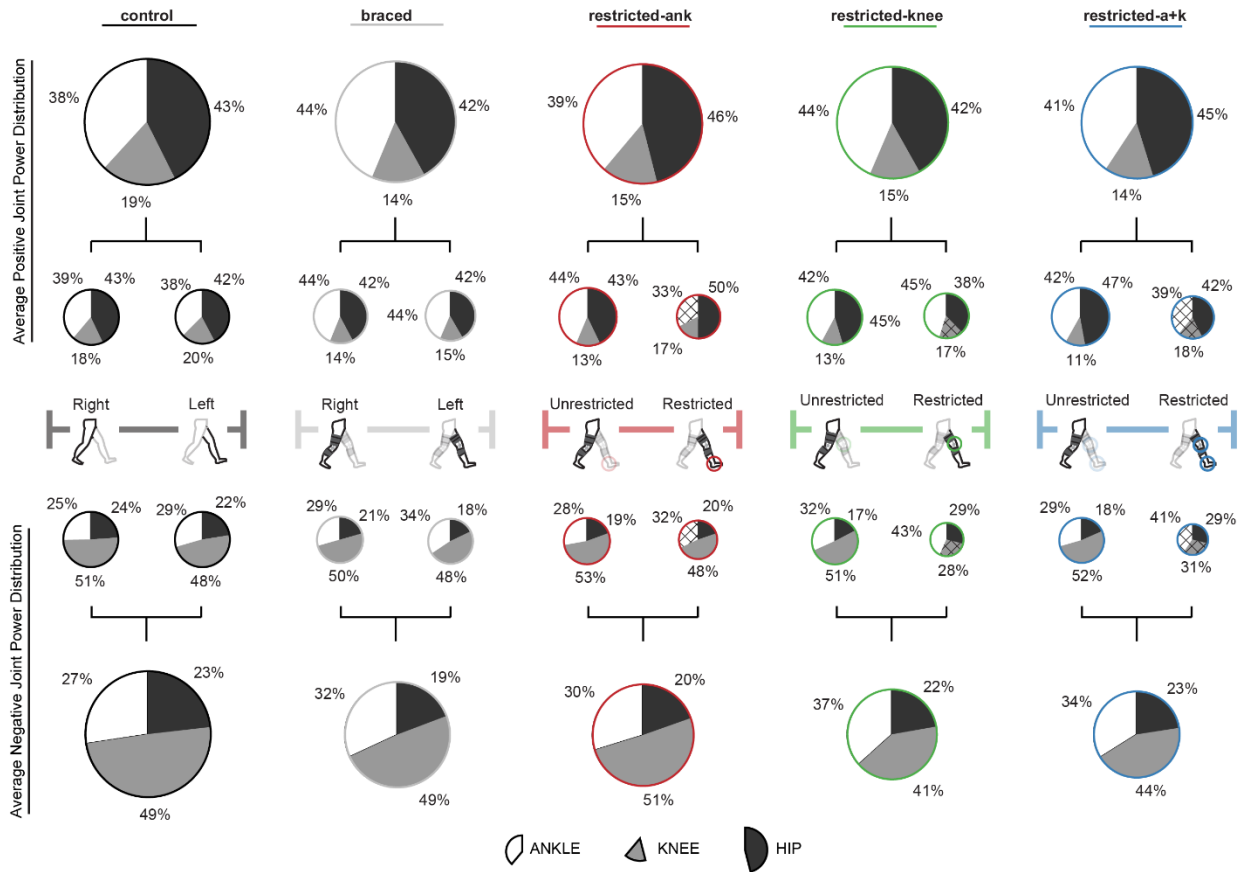 control braced restricted-ank restricted-knee restricted-a+k
Average Positive Joint Power Distribution
38% 43% 44% 42% 39% 46% 44% 42% 41% 45%
19% 14% 15% 15% 14%
39% 43% 38% 42% 44% 42% 44% 42% 44% 43% 33% 50% 42% 45% 45% 38% 42% 47% 39% 42%
18% 20% 14% 15% 13% 17% 13% 17% 11% 18%
Right Left Right Left Unrestricted Restricted Unrestricted Restricted Unrestricted Restricted
Average Negative Joint Power Distribution
25% 24% 29% 22% 29% 21% 34% 18% 28% 19% 32% 20% 32% 17% 43% 29% 29% 18% 41% 29%
51% 48% 50% 48% 53% 48% 51% 28% 52% 31%
27% 23% 32% 19% 30% 20% 37% 22% 34% 23%
49% 49% 51% 41% 44%
ANKLE KNEE HIP